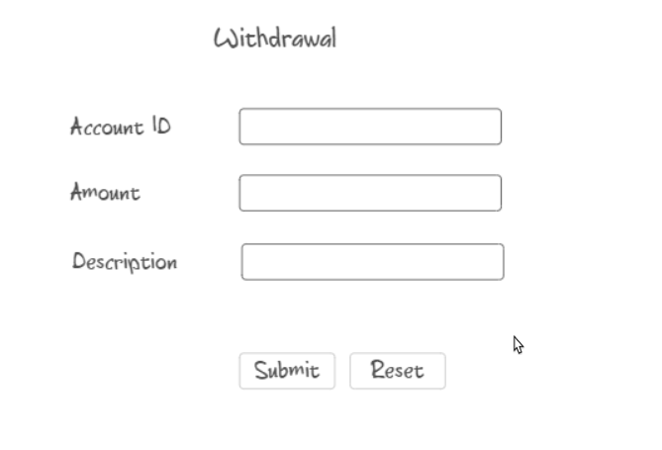 Withdrawal
Account ID
Amount
Description
Submit Reset